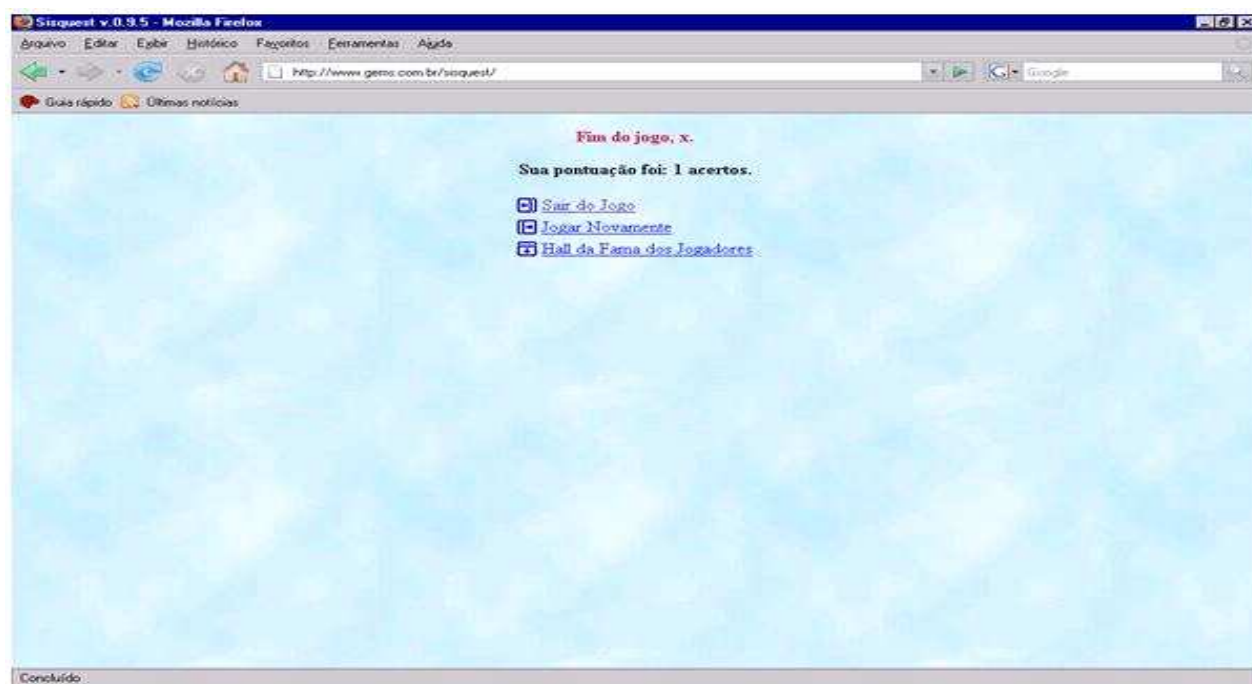 Sisquest v.0.9.5 - Mozilla Firefox
Arquivo Editar Exibir Histórico Favoritos Ferramentas Ajuda
http://www.gems.com.br/sisquest/ Google
Guia rápido Últimas notícias
Fim do jogo, x.
Sua pontuação foi: 1 acertos.
Sair do Jogo
Jogar Novamente
Hall da Fama dos Jogadores
Concluído